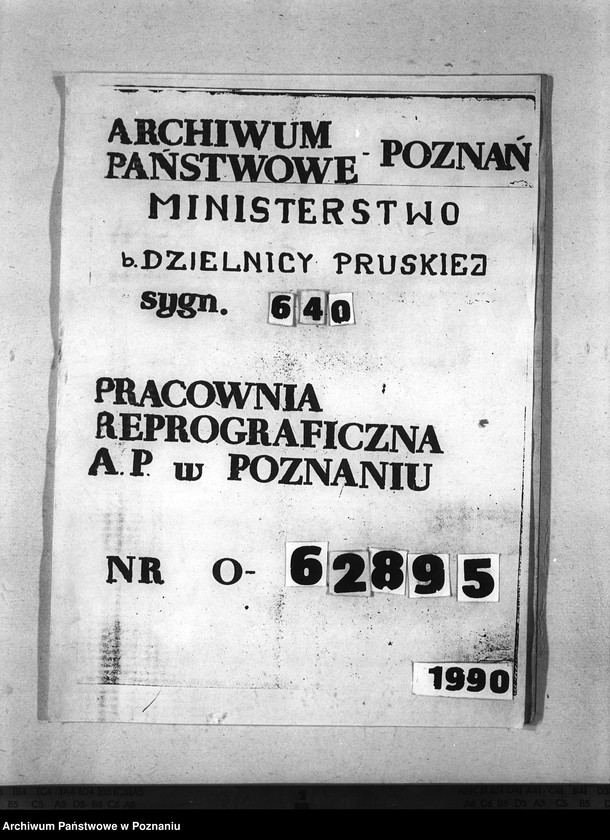 ARCHIWUM
PAŃSTWOWE - POZNAŃ
MINISTERSTWO
b. DZIELNICY PRUSKIEJ
sygn. 640
PRACOWNIA
REPROGRAFICZNA
A.P. w POZNANIU
NR O-62895
1990
Archiwum Państwowe w Poznaniu